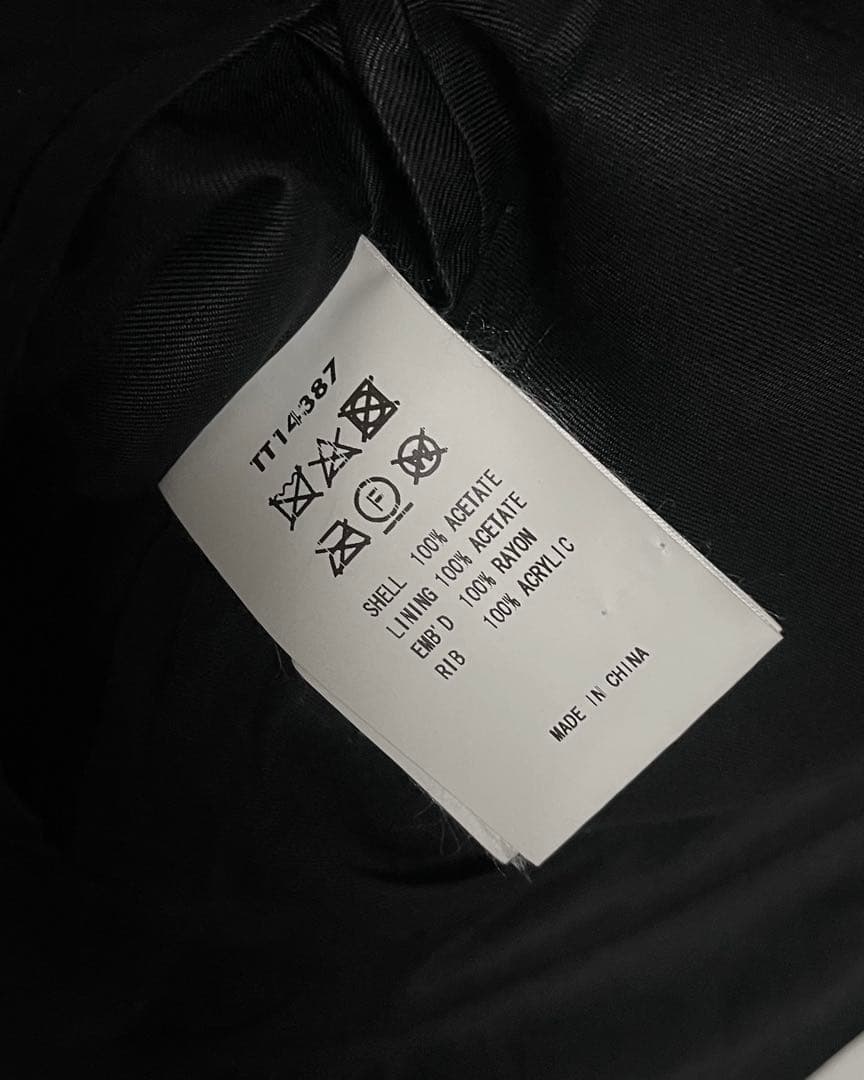 TT14387
F
W
SHELL 100% ACETATE
LINING 100% ACETATE
EMB'D 100% RAYON
RIB 100% ACRYLIC
MADE IN CHINA